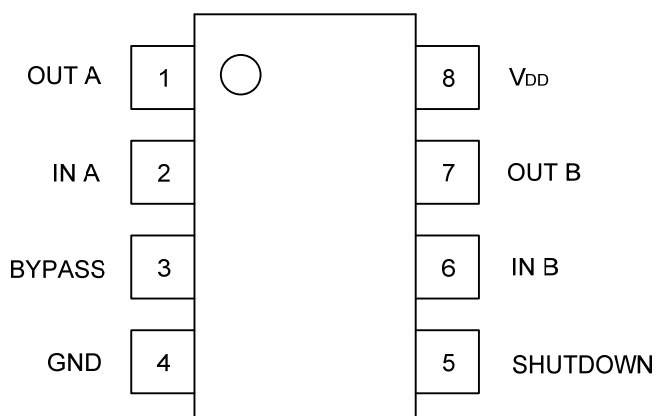 OUT A 1 8 VDD
IN A 2 7 OUT B
BYPASS 3 6 IN B
GND 4 5 SHUTDOWN